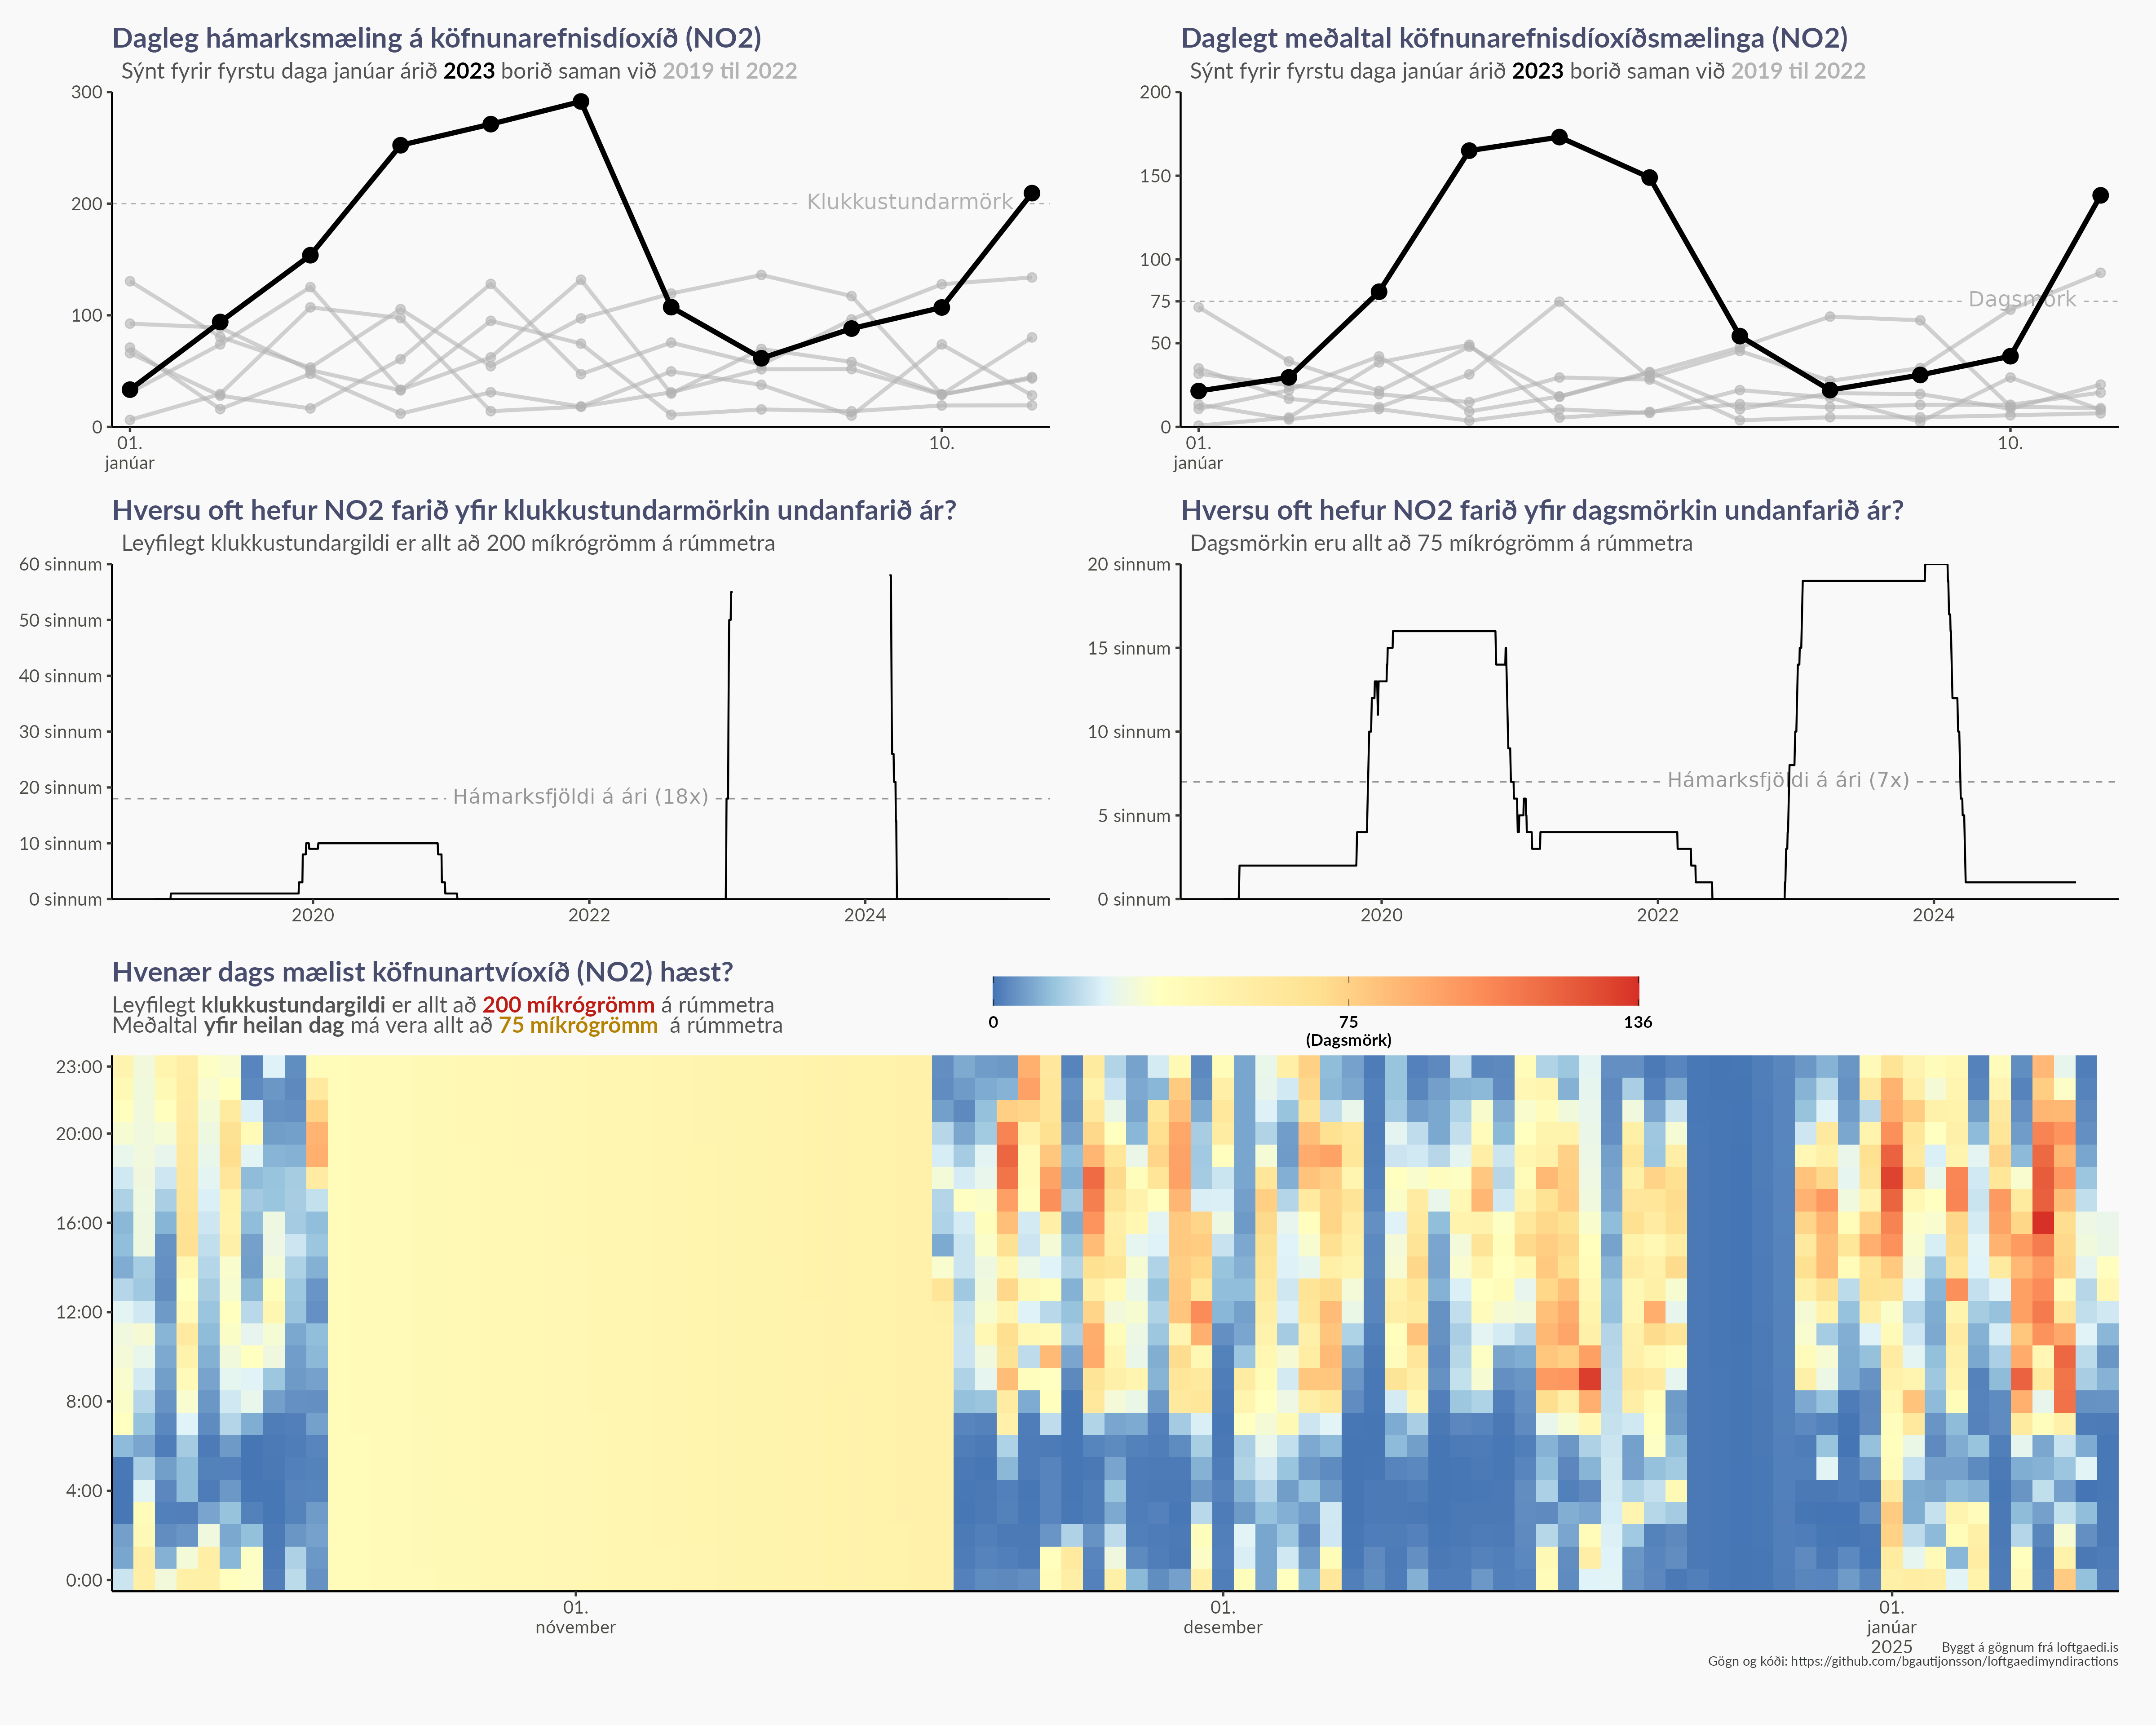 Dagleg hámarksmæling á köfnunarefnisdíoxíð (NO2)
Sýnt fyrir fyrstu daga janúar árið 2023 borið saman við 2019 til 2022
300
200
100
0
Klukkustundarmörk
01.
janúar
10.
Daglegt meðaltal köfnunarefnisdíoxíðsmælinga (NO2)
Sýnt fyrir fyrstu daga janúar árið 2023 borið saman við 2019 til 2022
200
150
100
75
50
0
Dagsmörk
01.
janúar
10.
Hversu oft hefur NO2 farið yfir klukkustundarmörkin undanfarið ár?
Leyfilegt klukkustundargildi er allt að 200 míkrógrömm á rúmmetra
60 sinnum
50 sinnum
40 sinnum
30 sinnum
20 sinnum
10 sinnum
0 sinnum
Hámarksfjöldi á ári (18x)
2020
2022
2024
Hversu oft hefur NO2 farið yfir dagsmörkin undanfarið ár?
Dagsmörkin eru allt að 75 míkrógrömm á rúmmetra
20 sinnum
15 sinnum
10 sinnum
5 sinnum
0 sinnum
Hámarksfjöldi á ári (7x)
2020
2022
2024
Hvenær dags mælist köfnunartvíoxíð (NO2) hæst?
Leyfilegt klukkustundargildi er allt að 200 míkrógrömm á rúmmetra
Meðaltal yfir heilan dag má vera allt að 75 míkrógrömm á rúmmetra
0
75
(Dagsmörk)
136
23:00
20:00
16:00
12:00
8:00
4:00
0:00
01.
nóvember
01.
desember
01.
janúar
2025
Byggt á gögnum frá loftgaedi.is
Gögn og kóði: https://github.com/bgautijonsson/loftgaedimyndiractions